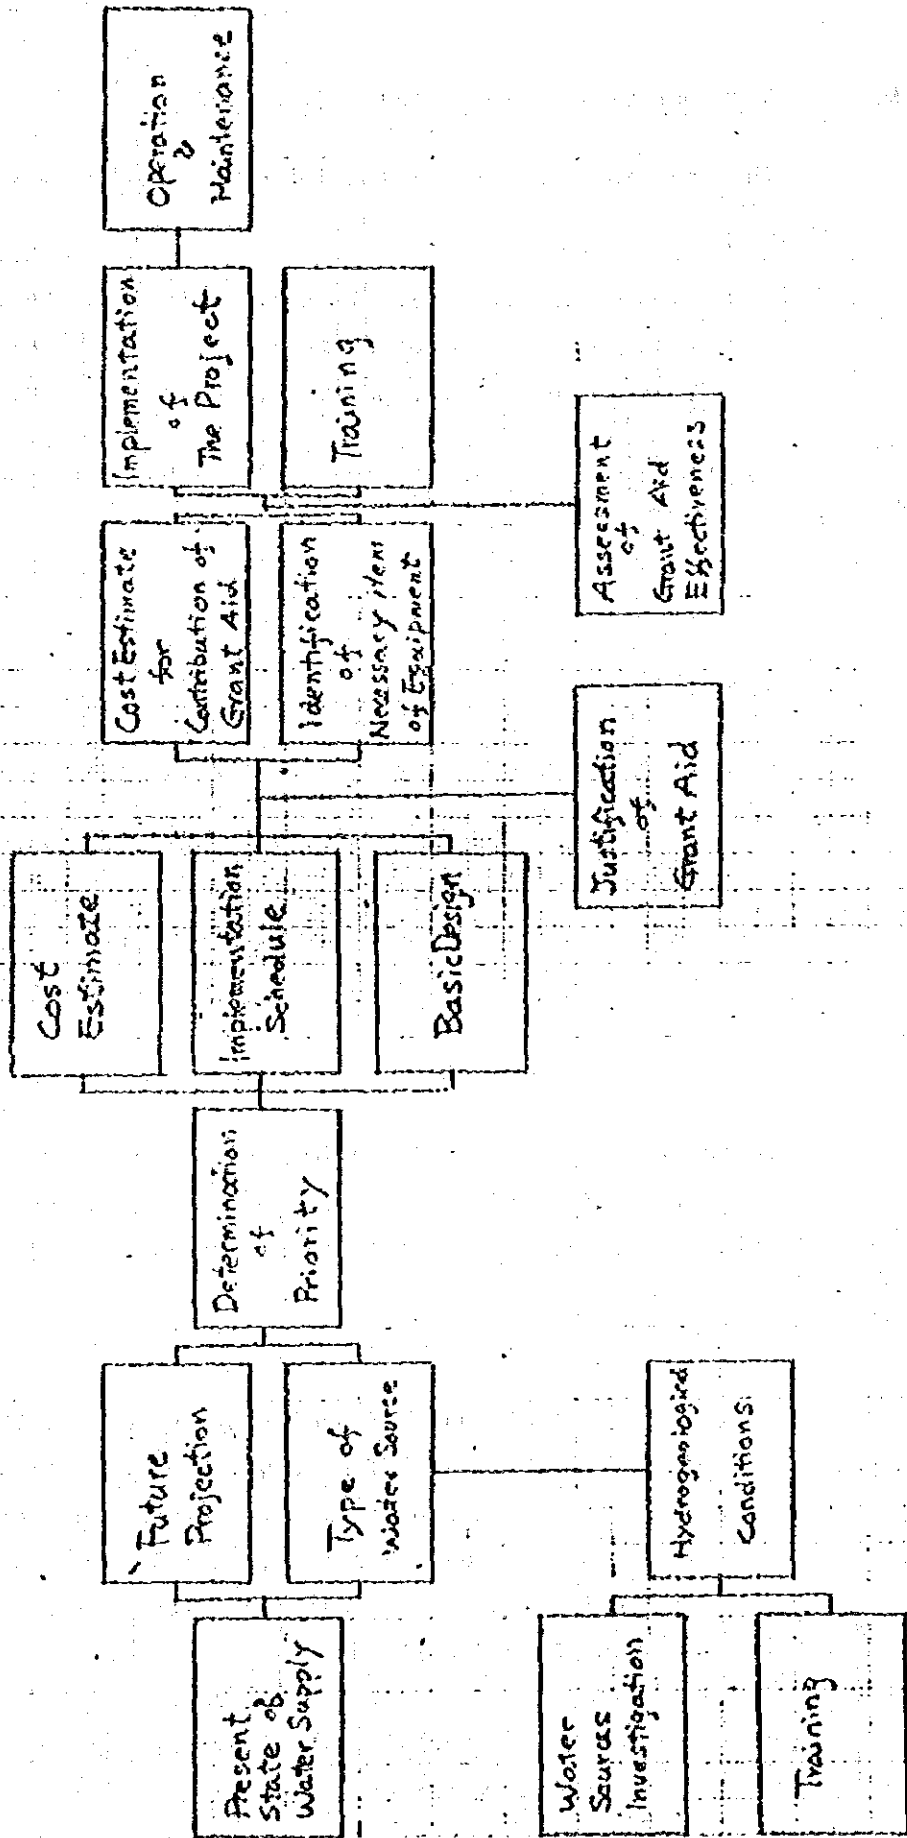 Present
State of
Water Supply
Future
Projection
Type of
Water Source
Water
Sources
Investigation
Training
Hydrogeological
Conditions
Determination
of
Priority
Cost
Estimate
Implementation
Schedule
Basic Design
Justification
of
Grant Aid
Cost Estimate
for
Contribution of
Grant Aid
Identification
of
Necessary item
of Equipment
Assessment
of
Grant Aid
Effectiveness
Implementation
of
The Project
Training
Operation
&
Maintenance